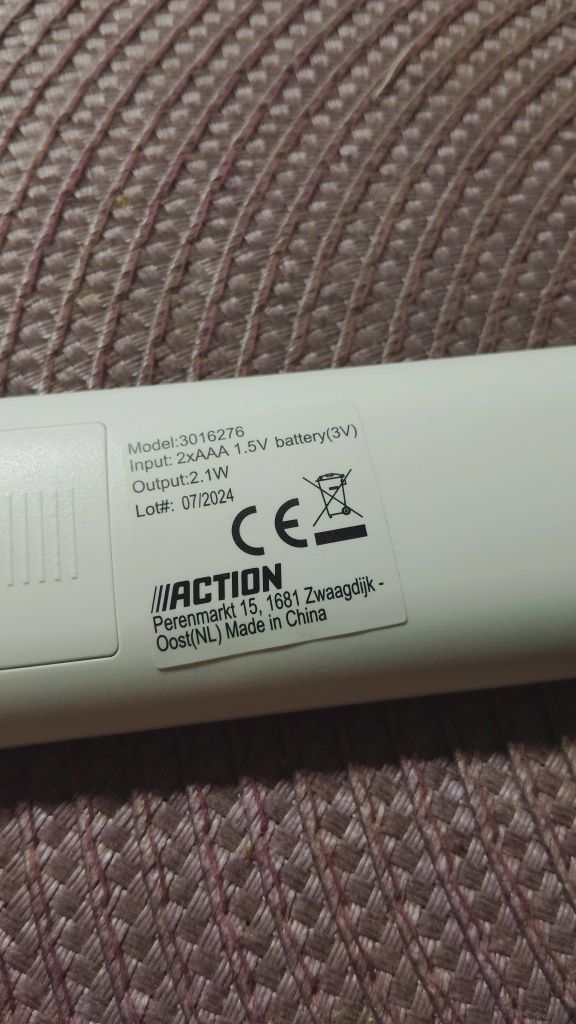 Model:3016276
Input: 2xAAA 1.5V battery(3V)
Output:2.1W
Lot#: 07/2024
CE
///ACTION
Perenmarkt 15, 1681 Zwaagdijk -
Oost(NL) Made in China